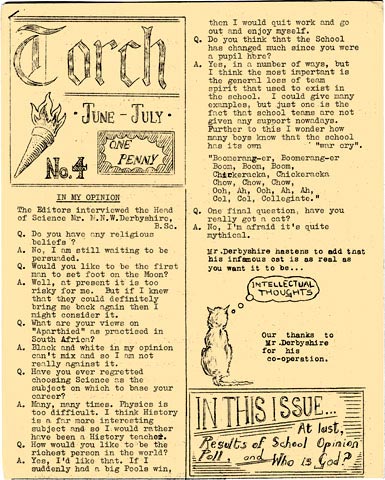 Torch
JUNE - JULY ·
ONE
PENNY
No. 4
IN MY OPINION
The Editors interviewed the Head
of Science Mr. M.N.W.Derbyshire,
B.Sc.
Q. Do you have any religious
beliefs ?
A. No, I am still waiting to be
persuaded.
Q. Would you like to be the first
man to set foot on the Moon?
A. Well, at present it is too
risky for me. But if I knew
that they could definitely
bring me back again then I
might consider it.
Q. What are your views on
"Aparthied" as practiced in
South Africa?
A. Black and white in my opinion
can't mix and so I am not
really against it.
Q. Have you ever regretted
choosing Science as the
subject on which to base your
career?
A. Many, many times. Physics is
too difficult. I think History
is a far more interesting
subject and so I would rather
have been a History teacher.
Q. How would you like to be the
richest person in the world?
A. Yes, I'd like that. If I
suddenly had a big Pools win,
then I would quit work and go
out and enjoy myself.
Q. Do you think that the School
has changed much since you were
a pupil hbre?
A. Yes, in a number of ways, but
I think the most important is
the general loss of team
spirit that used to exist in
the school. I could give many
examples, but just one is the
fact that school teams are not
given any support nowadays.
Further to this I wonder how
many boys know that the school
has its own ' "war cry".
"Boomerang-er, Boomerang-er
Boom, Boom, Boom,
Chickeracka, Chickeracka
Chow, Chow, Chow,
Ooh, Ah, Ooh, Ah, Ah,
Col, Col, Collegiate."
Q. One final question, have you
really got a cat?
A. No, I'm afraid it's quite
mythical.
Mr.Derbyshire hastens to add that
his infamous cat is as real as
you want it to be...
INTELLECTUAL
THOUGHTS
Our thanks to
Mr.Derbyshire
for his
co-operation.
IN THIS ISSUE...
At last,
Results of School Opinion
Poll, and Who is God?